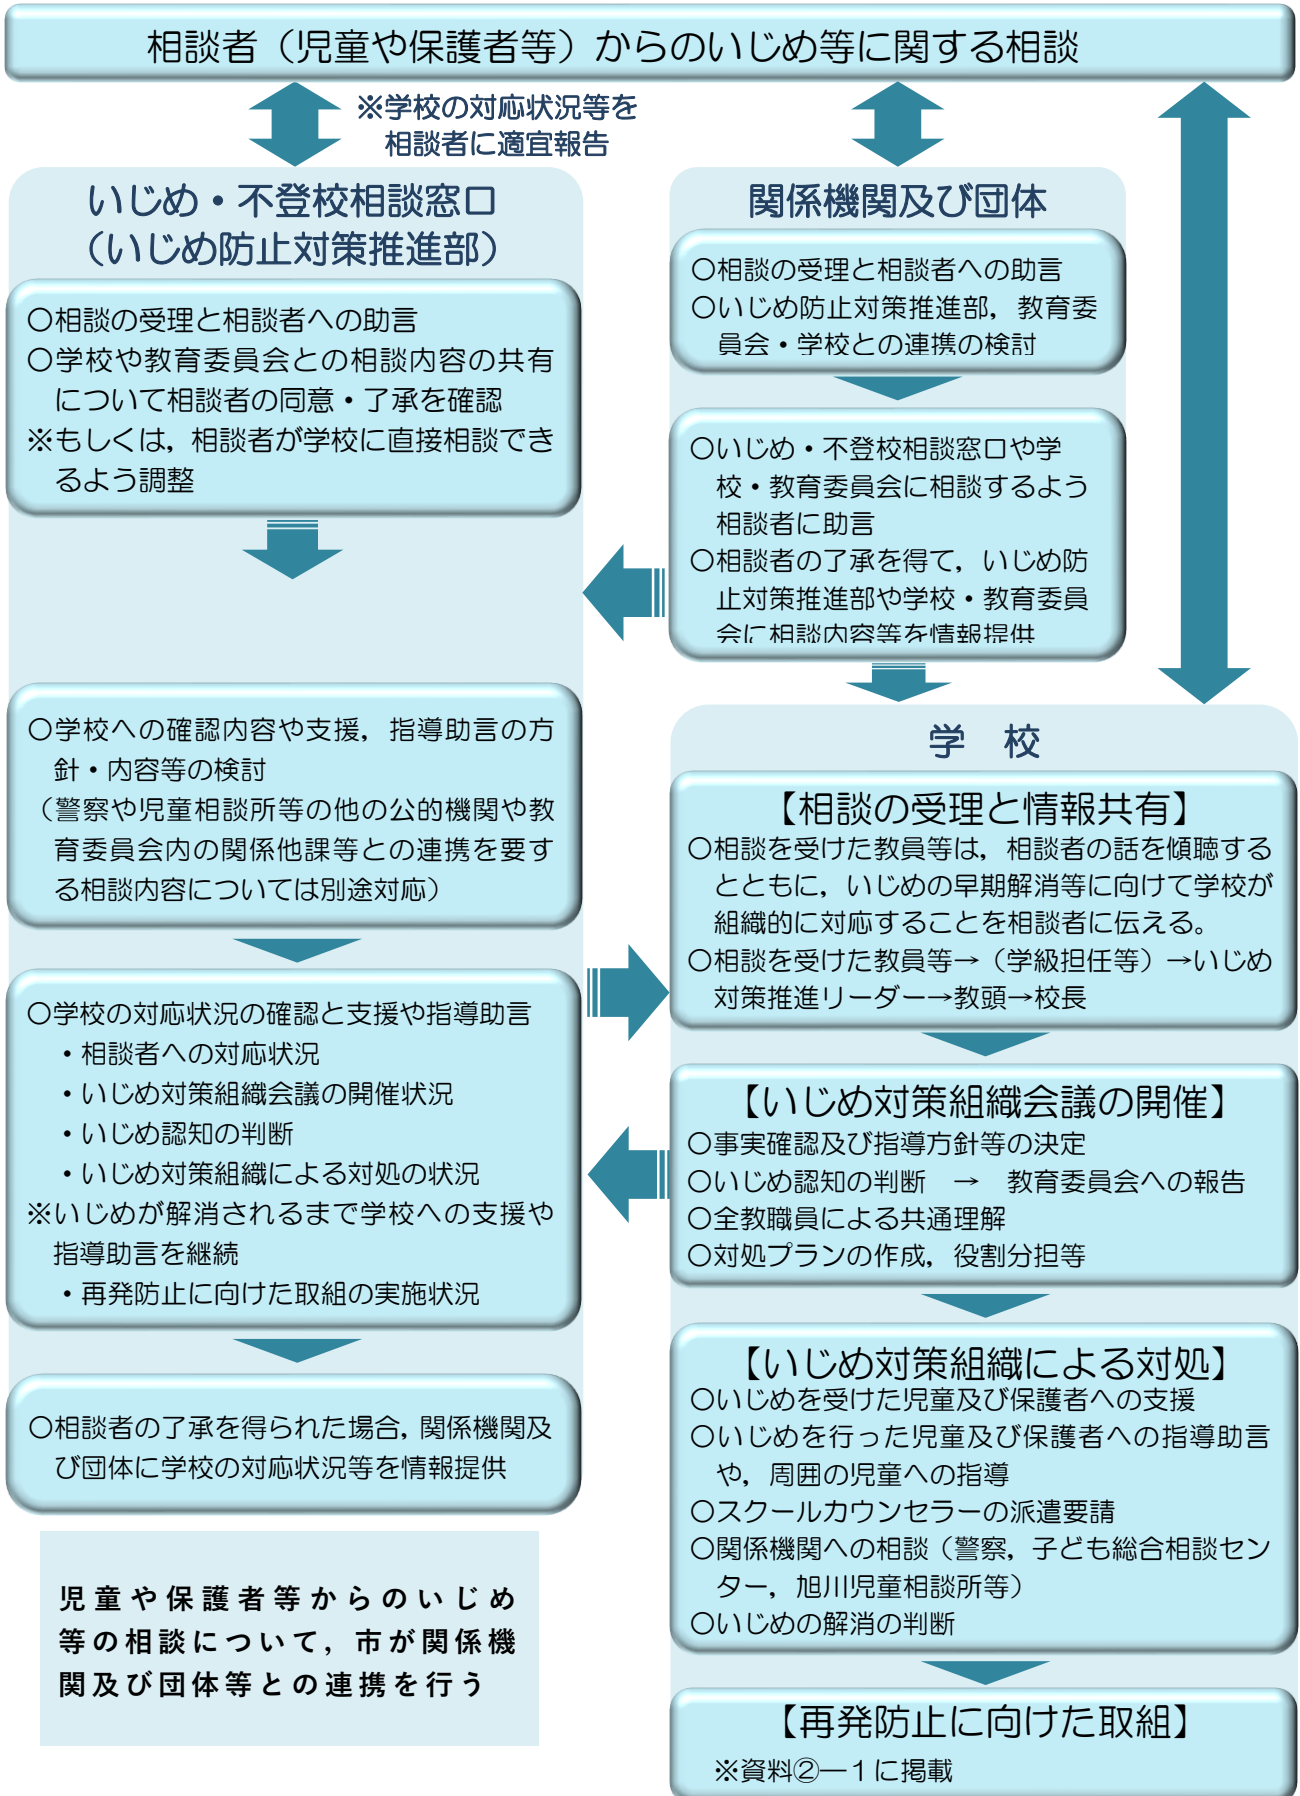 相談者（児童や保護者等）からのいじめ等に関する相談
※学校の対応状況等を
相談者に適宜報告
いじめ・不登校相談窓口
（いじめ防止対策推進部）
〇相談の受理と相談者への助言
〇学校や教育委員会との相談内容の共有
について相談者の同意・了承を確認
※もしくは，相談者が学校に直接相談でき
るよう調整
〇学校への確認内容や支援，指導助言の方
針・内容等の検討
（警察や児童相談所等の他の公的機関や教
育委員会内の関係他課等との連携を要す
る相談内容については別途対応）
〇学校の対応状況の確認と支援や指導助言
・相談者への対応状況
・いじめ対策組織会議の開催状況
・いじめ認知の判断
・いじめ対策組織による対処の状況
※いじめが解消されるまで学校への支援や
指導助言を継続
・再発防止に向けた取組の実施状況
〇相談者の了承を得られた場合，関係機関及
び団体に学校の対応状況等を情報提供
児童や保護者等からのいじめ
等の相談について，市が関係機
関及び団体等との連携を行う
関係機関及び団体
〇相談の受理と相談者への助言
〇いじめ防止対策推進部，教育委
員会・学校との連携の検討
〇いじめ・不登校相談窓口や学
校・教育委員会に相談するよう
相談者に助言
〇相談者の了承を得て，いじめ防
止対策推進部や学校・教育委員
会に相談内容等を情報提供
学　校
【相談の受理と情報共有】
〇相談を受けた教員等は，相談者の話を傾聴する
とともに，いじめの早期解消等に向けて学校が
組織的に対応することを相談者に伝える。
〇相談を受けた教員等→（学級担任等）→いじめ
対策推進リーダー→教頭→校長
【いじめ対策組織会議の開催】
〇事実確認及び指導方針等の決定
〇いじめ認知の判断　→　教育委員会への報告
〇全教職員による共通理解
〇対処プランの作成，役割分担等
【いじめ対策組織による対処】
〇いじめを受けた児童及び保護者への支援
〇いじめを行った児童及び保護者への指導助言
や，周囲の児童への指導
〇スクールカウンセラーの派遣要請
〇関係機関への相談（警察，子ども総合相談セン
ター，旭川児童相談所等）
〇いじめの解消の判断
【再発防止に向けた取組】
※資料②―１に掲載